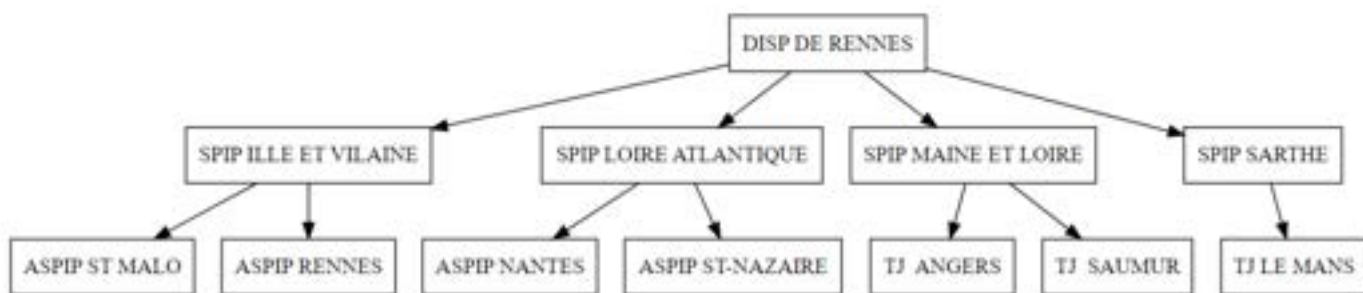 DISP DE RENNES
SPIP ILLE ET VILAINE
SPIP LOIRE ATLANTIQUE
SPIP MAINE ET LOIRE
SPIP SARTHE
ASPIP ST MALO
ASPIP RENNES
ASPIP NANTES
ASPIP ST-NAZAIRE
TJ  ANGERS
TJ  SAUMUR
TJ LE MANS